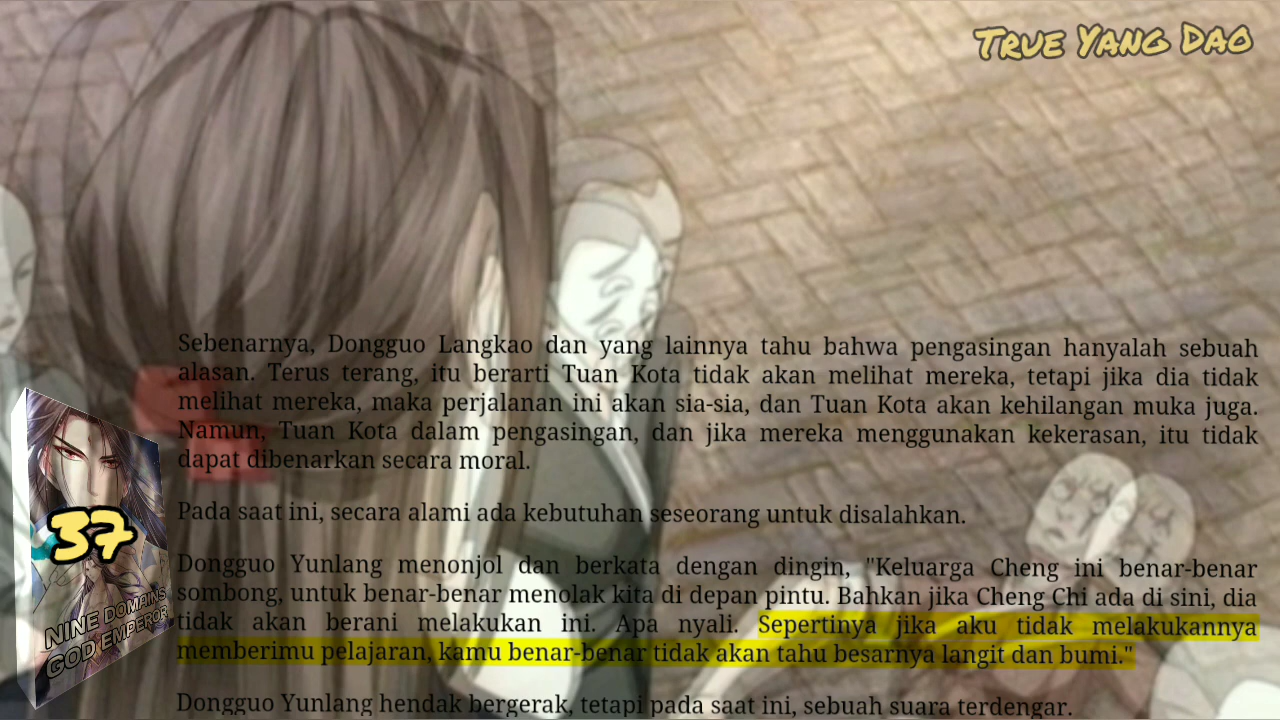 True Yang Dao
Sebenarnya, Dongguo Langkao dan yang lainnya tahu bahwa pengasingan hanyalah sebuah
alasan. Terus terang, itu berarti Tuan Kota tidak akan melihat mereka, tetapi jika dia tidak
melihat mereka, maka perjalanan ini akan sia-sia, dan Tuan Kota akan kehilangan muka juga.
Namun, Tuan Kota dalam pengasingan, dan jika mereka menggunakan kekerasan, itu tidak
dapat dibenarkan secara moral.
Pada saat ini, secara alami ada kebutuhan seseorang untuk disalahkan.
Dongguo Yunlang menonjol dan berkata dengan dingin, "Keluarga Cheng ini benar-benar
sombong, untuk benar-benar menolak kita di depan pintu. Bahkan jika Cheng Chi ada di sini, dia
tidak akan berani melakukan ini. Apa nyali. Sepertinya jika aku tidak melakukannya
memberimu pelajaran, kamu benar-benar tidak akan tahu besarnya langit dan bumi."
Dongguo Yunlang hendak bergerak, tetapi pada saat ini, sebuah suara terdengar.
37
NINE DOMAINS
GOD EMPEROR